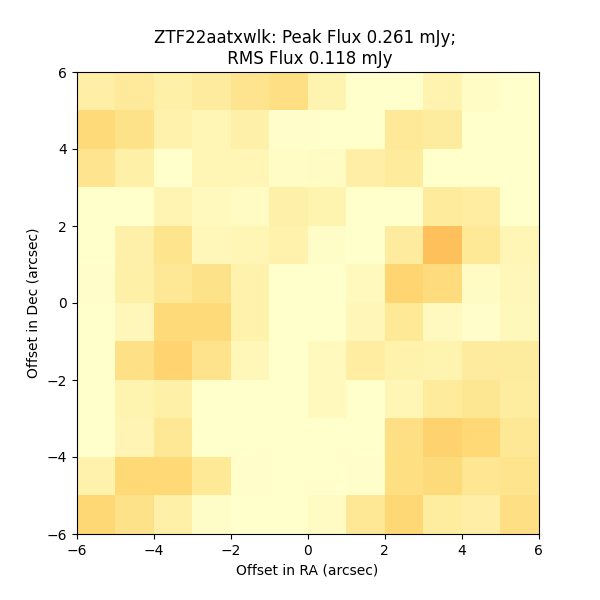 ZTF22aatxwlk: Peak Flux 0.261 mJy;
RMS Flux 0.118 mJy
6
4
2
0
−2
−4
−6
Offset in Dec (arcsec)
−6 −4 −2 0 2 4 6
Offset in RA (arcsec)